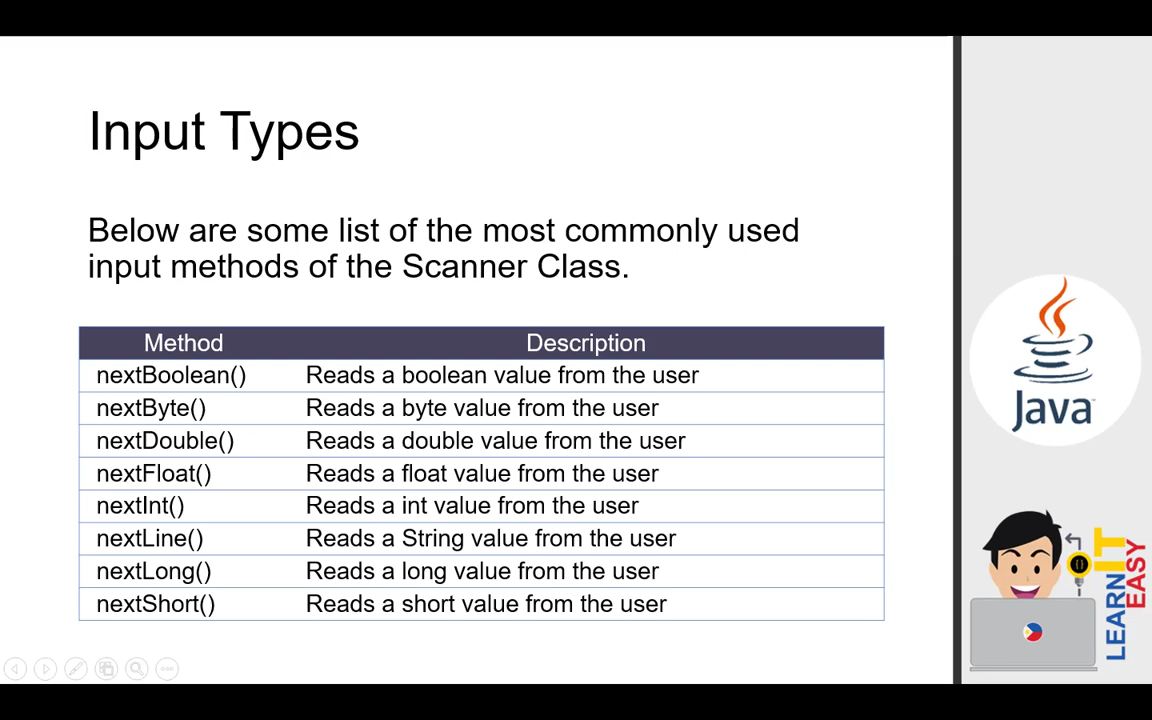 Input Types
Below are some list of the most commonly used
input methods of the Scanner Class.
Method Description
nextBoolean() Reads a boolean value from the user
nextByte() Reads a byte value from the user
nextDouble() Reads a double value from the user
nextFloat() Reads a float value from the user
nextInt() Reads a int value from the user
nextLine() Reads a String value from the user
nextLong() Reads a long value from the user
nextShort() Reads a short value from the user
Java
LEARN IT
EASY